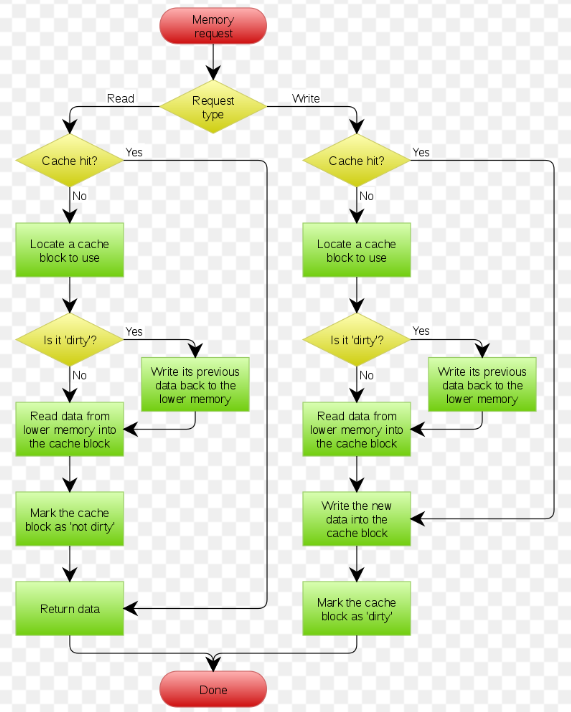 Memory
request
Request
type
Read
Write
Cache hit?
Yes
No
Locate a cache
block to use
Is it 'dirty'?
Yes
No
Write its previous
data back to the
lower memory
Read data from
lower memory into
the cache block
Mark the cache
block as 'not dirty'
Return data
Cache hit?
Yes
No
Locate a cache
block to use
Is it 'dirty'?
Yes
No
Write its previous
data back to the
lower memory
Read data from
lower memory into
the cache block
Write the new
data into the
cache block
Mark the cache
block as 'dirty'
Done